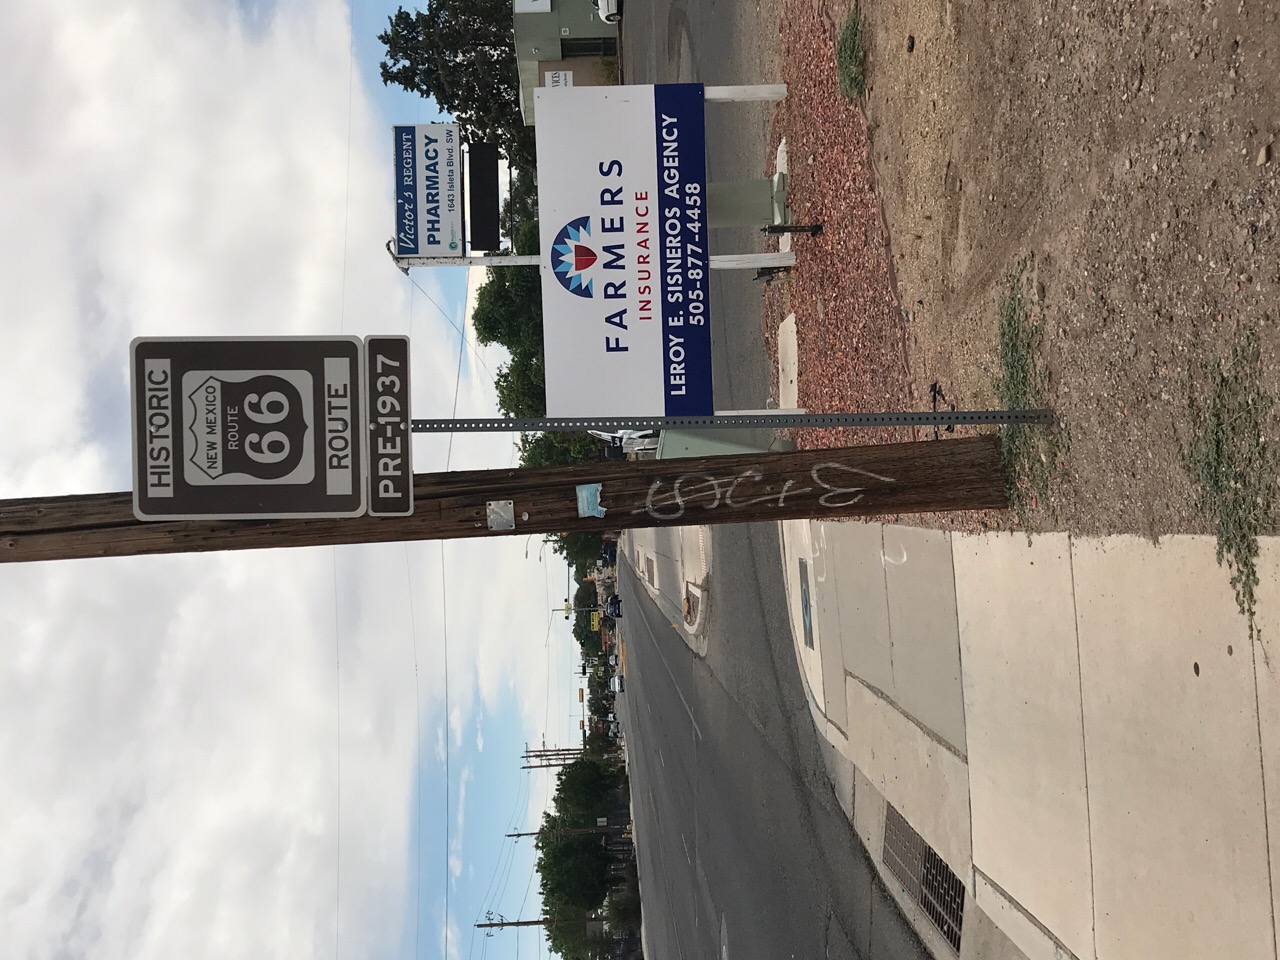 HISTORIC
NEW MEXICO
ROUTE
66
ROUTE
PRE-1937
Victor's REGENT
PHARMACY
1643 Isleta Blvd. SW
FARMERS
INSURANCE
LEROY E. SISNEROS AGENCY
505-877-4458